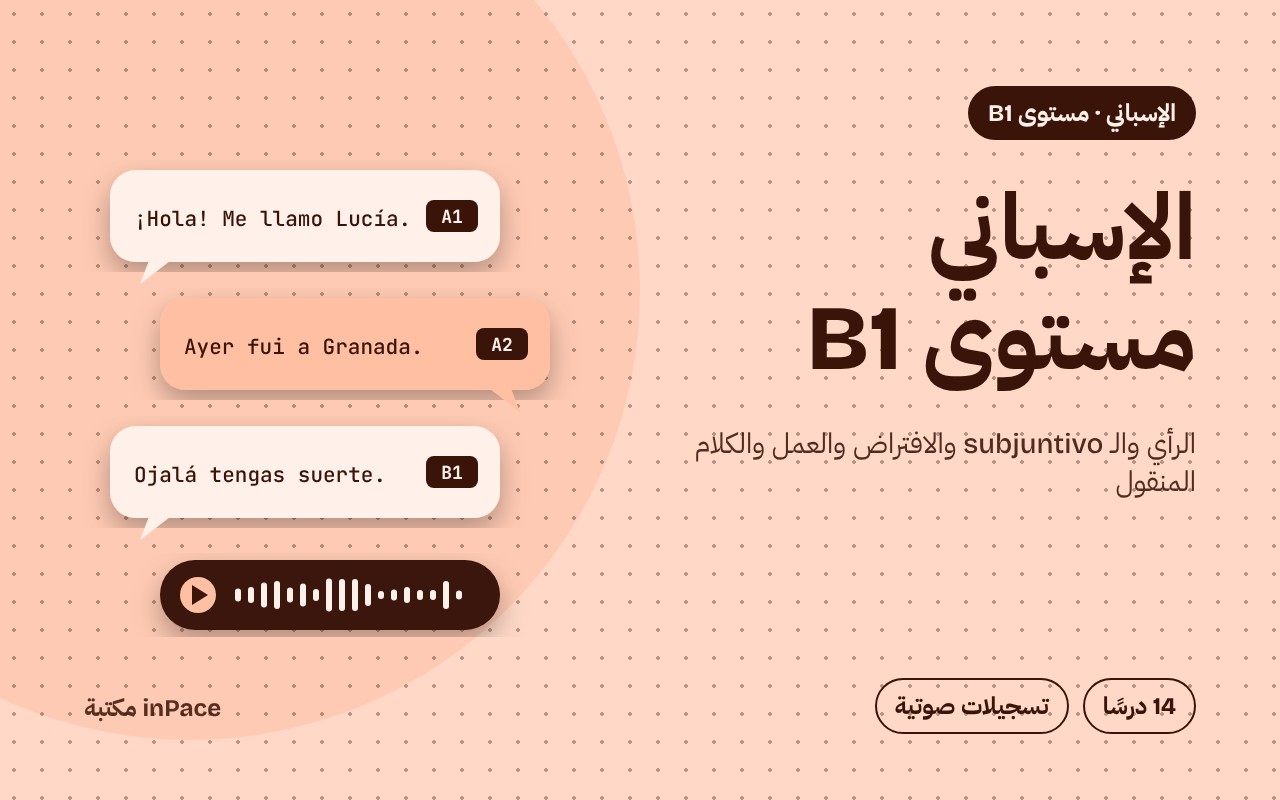 الإسباني · مستوى B1
الإسباني
مستوى B1
الرأي والـ subjuntivo والافتراض والعمل والكلام
المنقول
¡Hola! Me llamo Lucía. A1
Ayer fui a Granada. A2
Ojalá tengas suerte. B1
14 درسًا
تسجيلات صوتية
مكتبة inPace